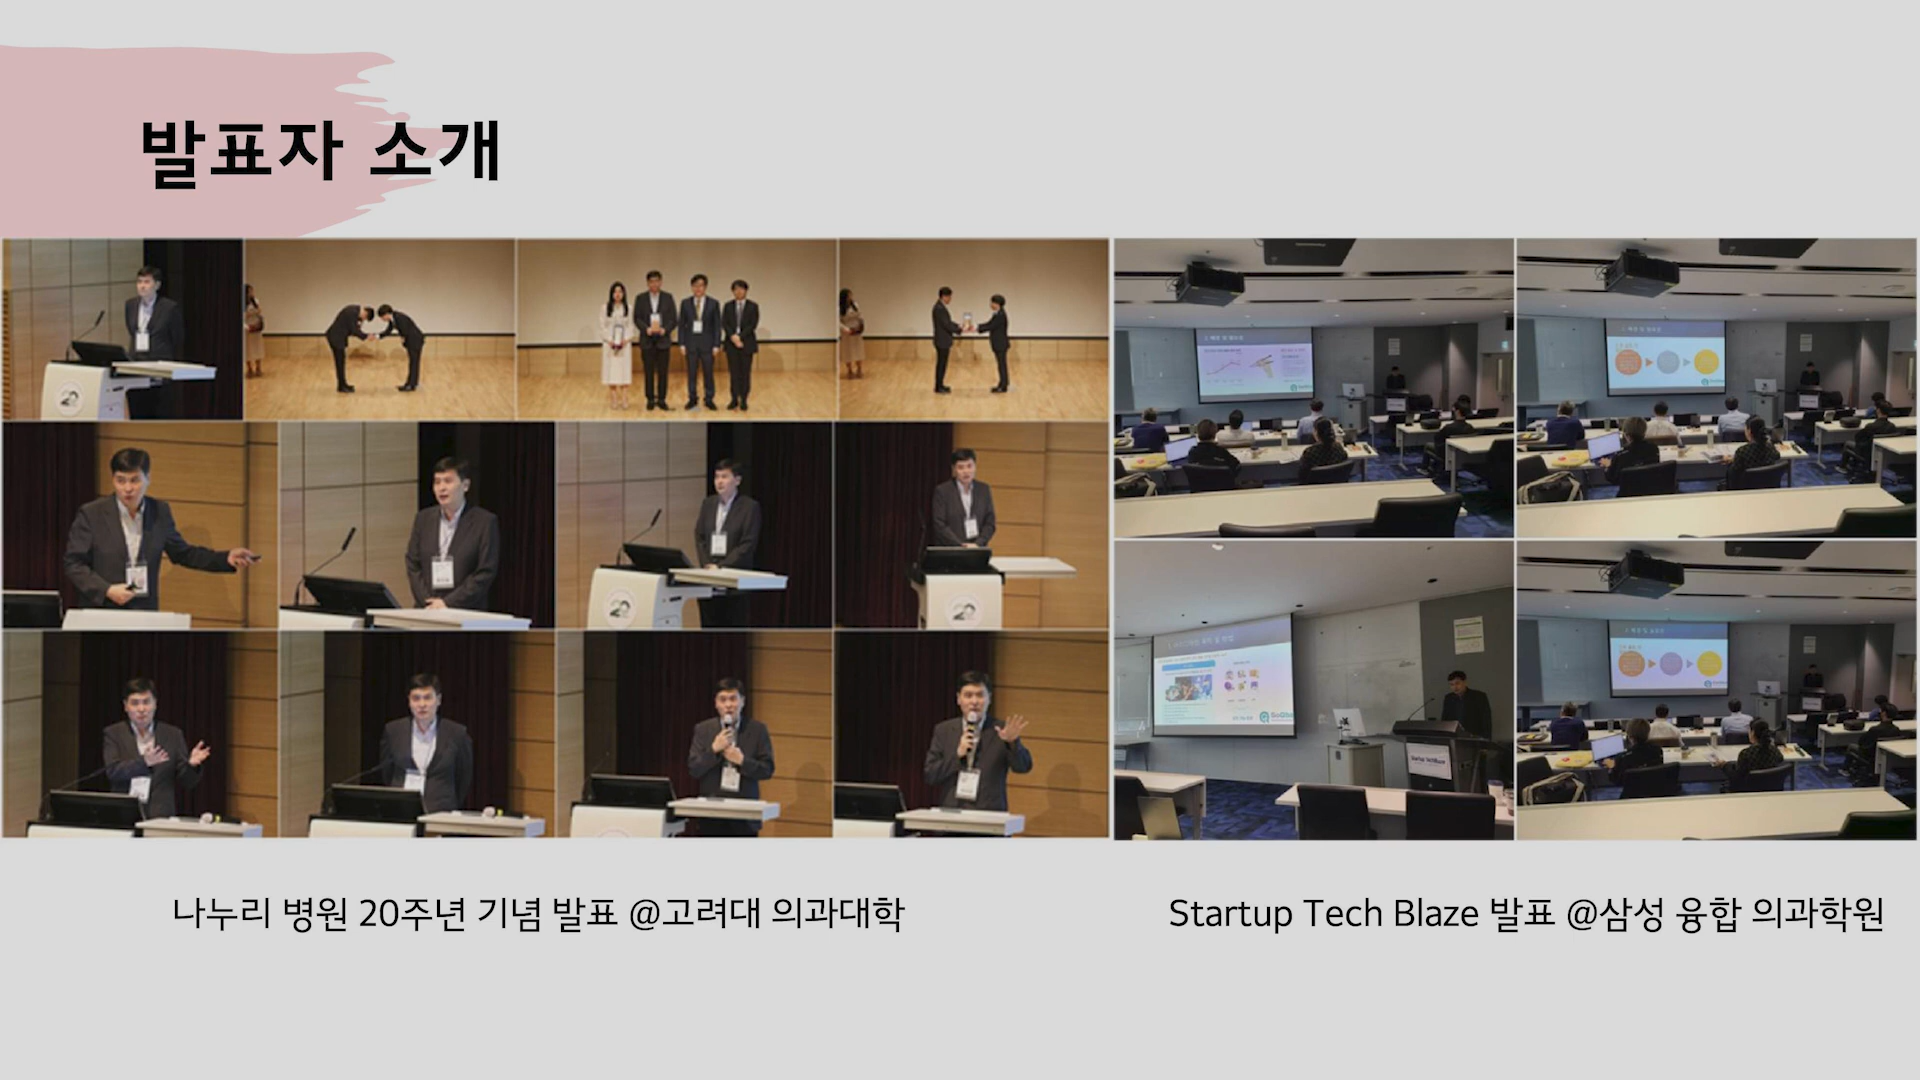 발표자 소개
나누리 병원 20주년 기념 발표 @고려대 의과대학
Startup Tech Blaze 발표 @삼성 융합 의과학원